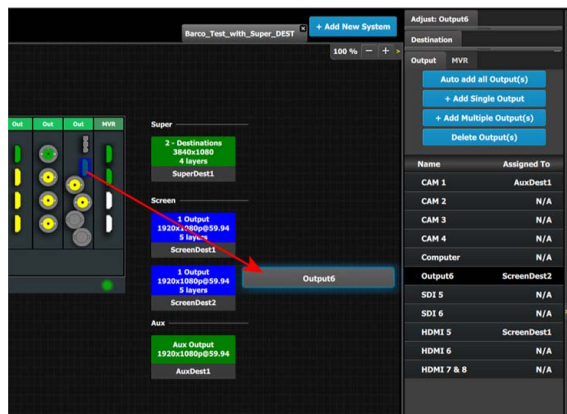 Barco_Test_with_Super_DEST
+ Add New System
100 %
Adjust: Output6
Destination
Output MVR
Auto add all Output(s)
+ Add Single Output
+ Add Multiple Output(s)
Delete Output(s)
Out Out Out MVR
Super
2 - Destinations
3840x1080
4 layers
SuperDest1
Screen
1 Output
1920x1080p@59.94
5 layers
ScreenDest1
1 Output
1920x1080p@59.94
5 layers
ScreenDest2
Output6
Aux
Aux Output
1920x1080p@59.94
AuxDest1
Name Assigned To
CAM 1 AuxDest1
CAM 2 N/A
CAM 3 N/A
CAM 4 N/A
Computer N/A
Output6 ScreenDest2
SDI 5 N/A
SDI 6 N/A
HDMI 5 ScreenDest1
HDMI 6 N/A
HDMI 7 & 8 N/A